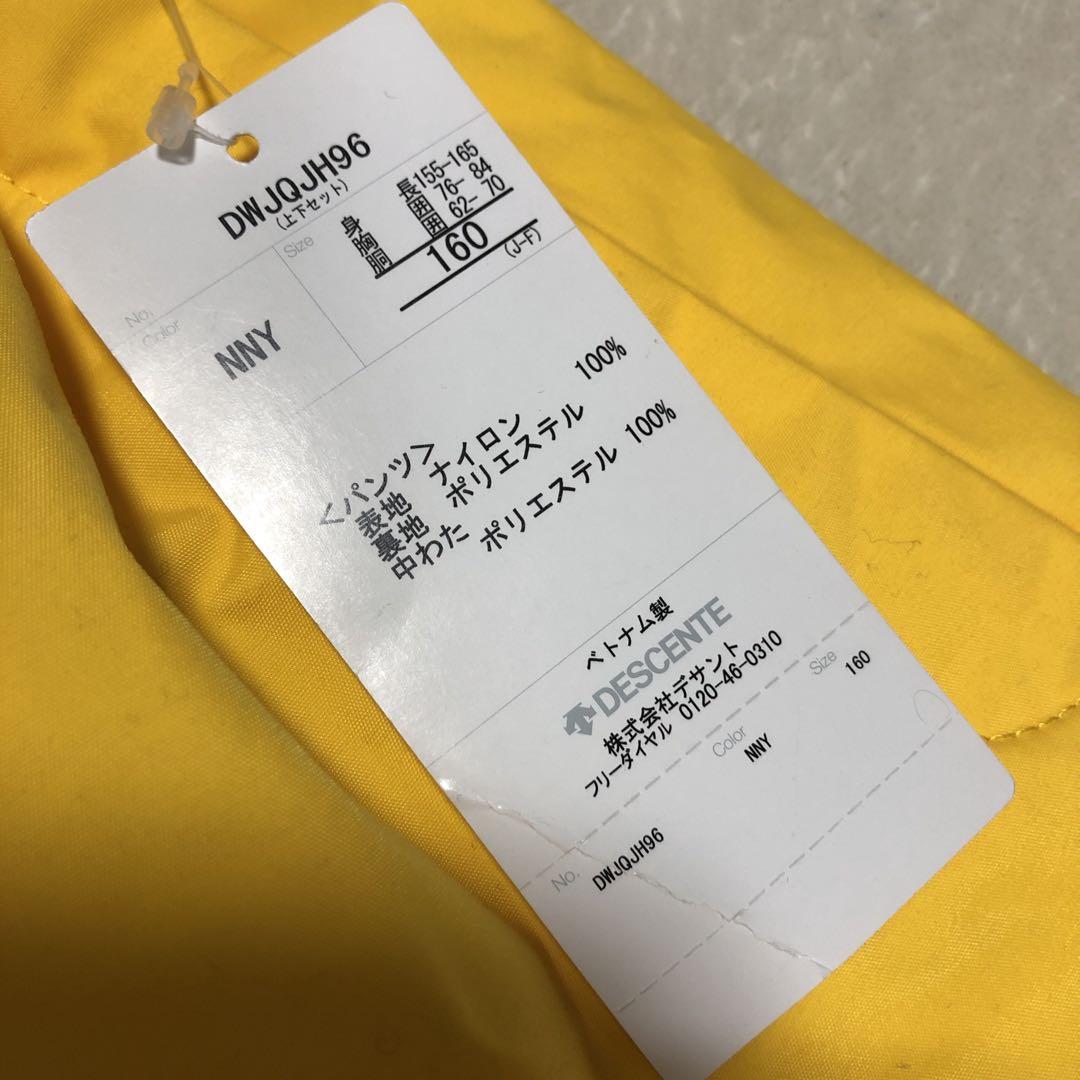 No. DWJQJH96
(上下セット)
Color NNY
Size
身長155-165
胸囲 76- 84
胴囲 62- 70
160
(J-F)
<パンツ>
表地 ナイロン 100%
裏地 ポリエステル 100%
中わた ポリエステル 100%
ベトナム製
DESCENTE
株式会社デサント
フリーダイヤル 0120-46-0310
No. DWJQJH96
Color NNY
Size 160